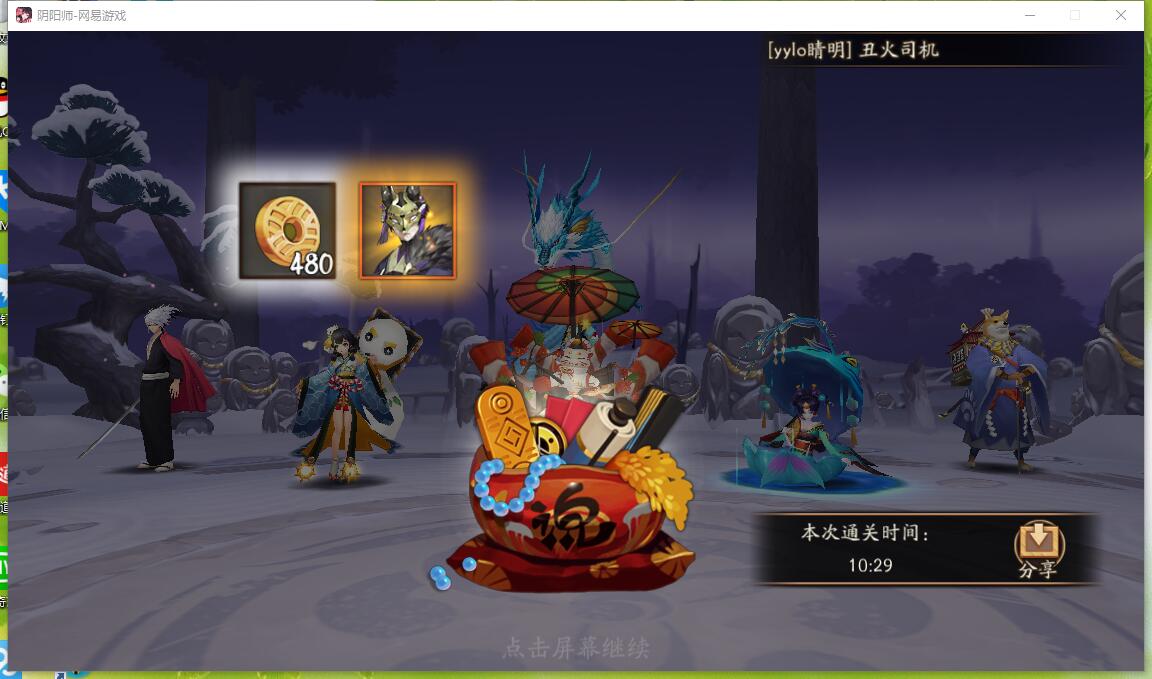 阴阳师-网易游戏
[yylo晴明] 丑火司机
480
祝
本次通关时间：
10:29
分享
点击屏幕继续